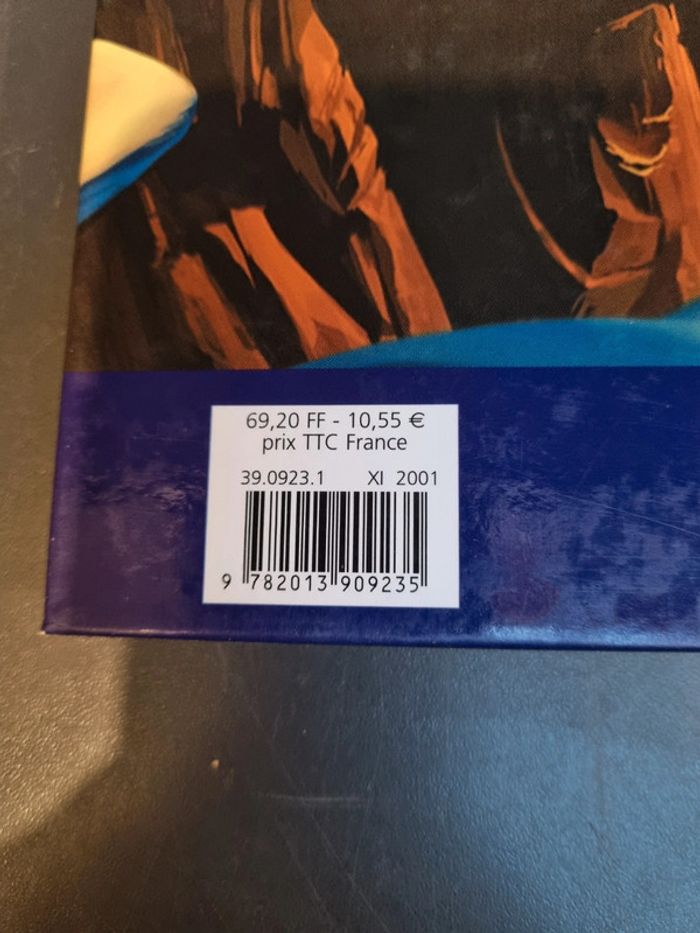 69,20 FF - 10,55 €
prix TTC France
39.0923.1 XI 2001
9 782013 909235